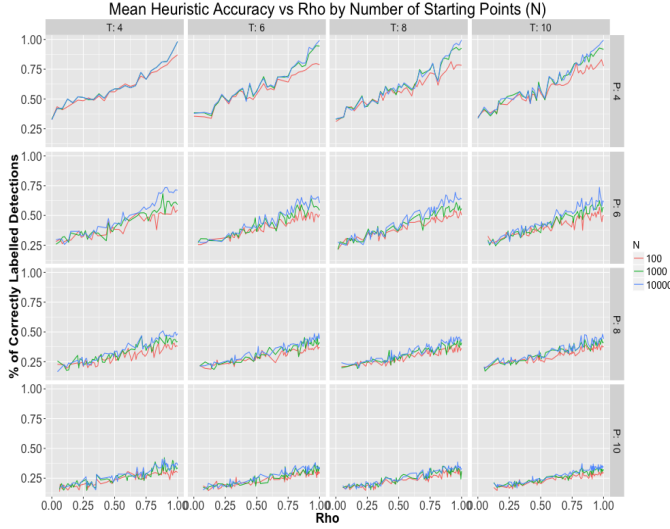 Mean Heuristic Accuracy vs Rho by Number of Starting Points (N)
T: 4 T: 6 T: 8 T: 10
% of Correctly Labelled Detections
1.00
0.75
0.50
0.25
P: 4
1.00
0.75
0.50
0.25
P: 6
N
100
1000
10000
1.00
0.75
0.50
0.25
P: 8
1.00
0.75
0.50
0.25
P: 10
0.00 0.25 0.50 0.75 1.00 0.00 0.25 0.50 0.75 1.00 0.00 0.25 0.50 0.75 1.00 0.00 0.25 0.50 0.75 1.00
Rho